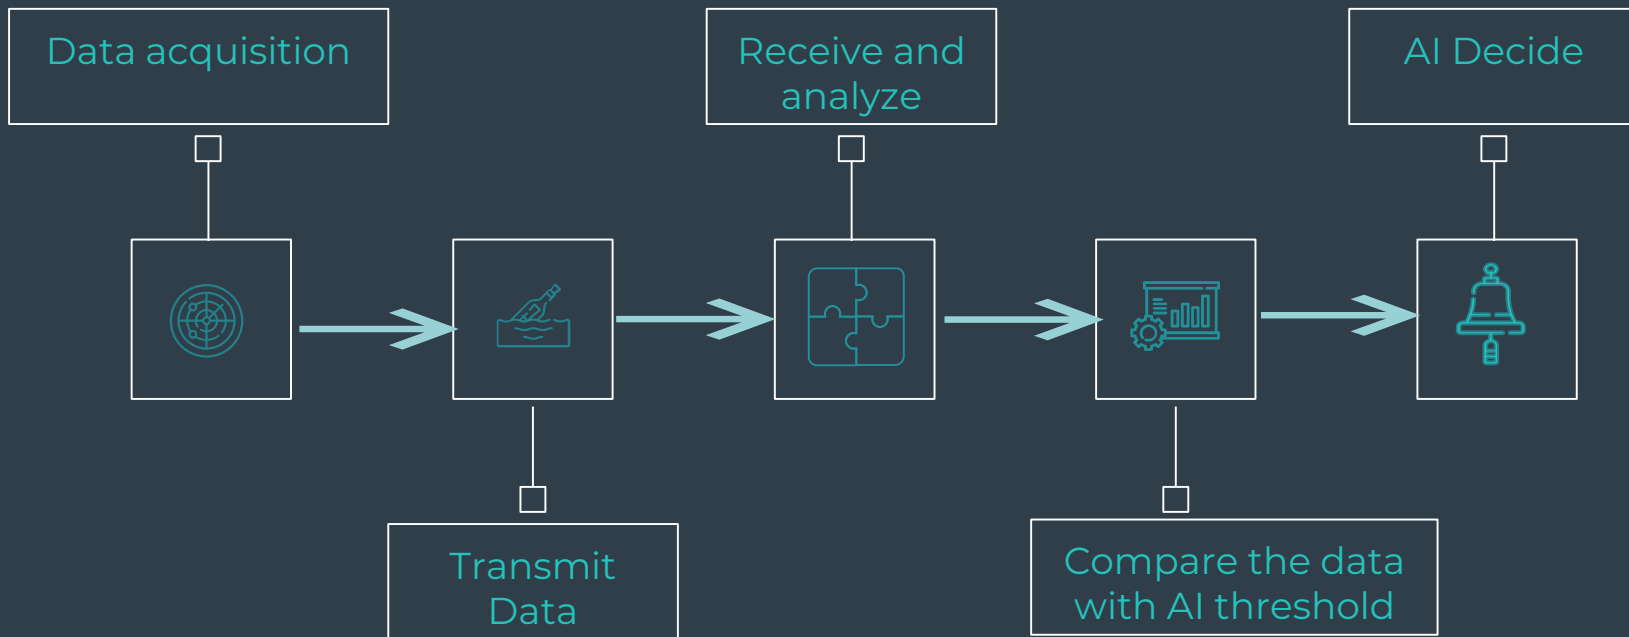 Data acquisition
Receive and
analyze
AI Decide
Transmit
Data
Compare the data
with AI threshold